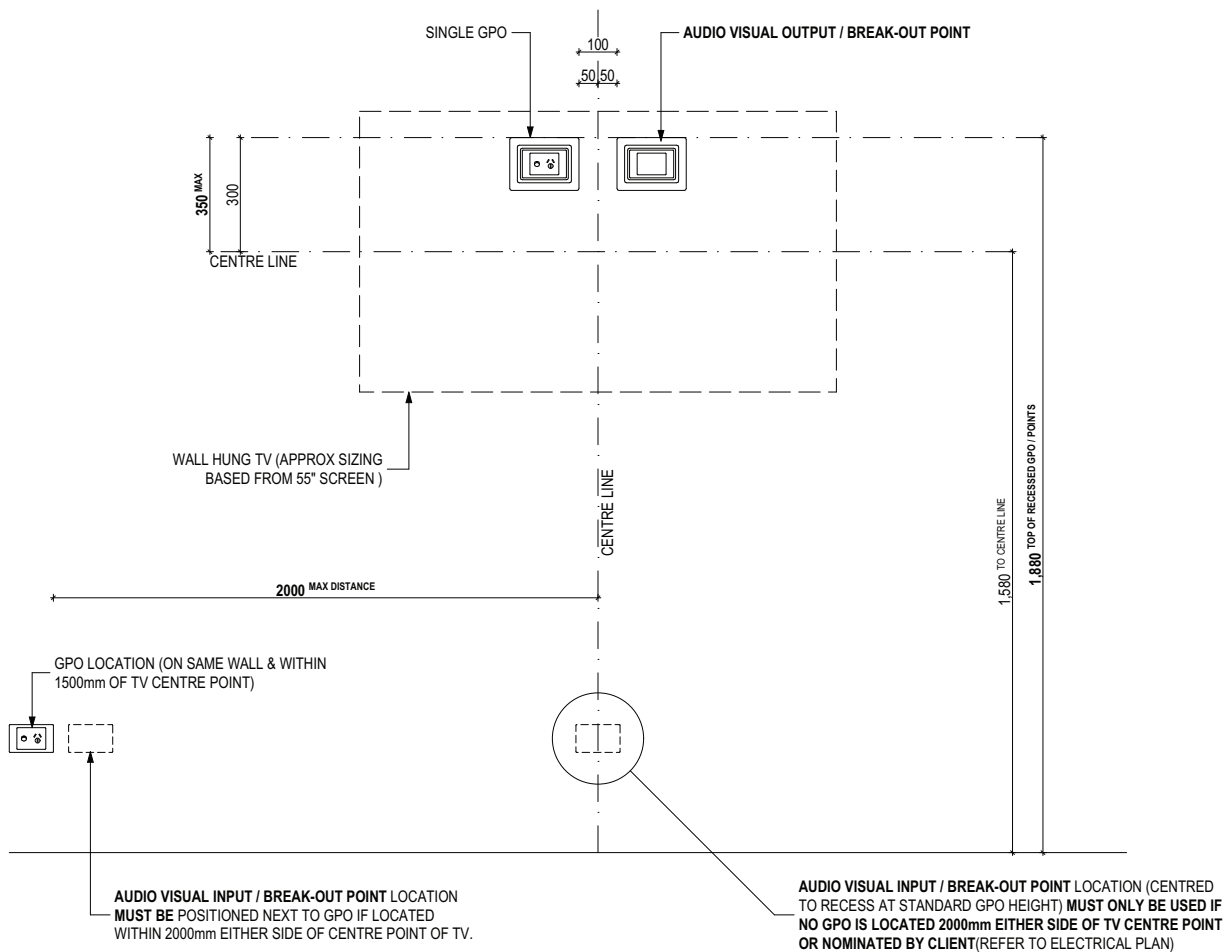 SINGLE GPO
AUDIO VISUAL OUTPUT / BREAK-OUT POINT
100
50 50
350 MAX
300
CENTRE LINE
WALL HUNG TV (APPROX SIZING
BASED FROM 55" SCREEN )
CENTRE LINE
1,580 TO CENTRE LINE
1,880 TOP OF RECESSED GPO / POINTS
2000 MAX DISTANCE
GPO LOCATION (ON SAME WALL & WITHIN
1500mm OF TV CENTRE POINT)
AUDIO VISUAL INPUT / BREAK-OUT POINT LOCATION
MUST BE POSITIONED NEXT TO GPO IF LOCATED
WITHIN 2000mm EITHER SIDE OF CENTRE POINT OF TV.
AUDIO VISUAL INPUT / BREAK-OUT POINT LOCATION (CENTRED
TO RECESS AT STANDARD GPO HEIGHT) MUST ONLY BE USED IF
NO GPO IS LOCATED 2000mm EITHER SIDE OF TV CENTRE POINT
OR NOMINATED BY CLIENT(REFER TO ELECTRICAL PLAN)